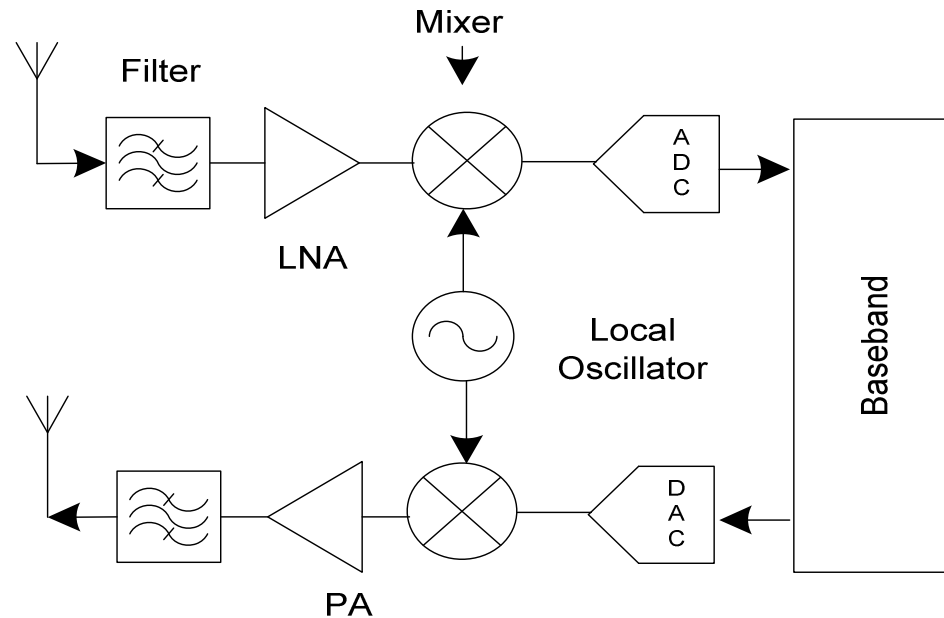 Mixer
Filter
A
D
C
LNA
Baseband
Local
Oscillator
D
A
C
PA